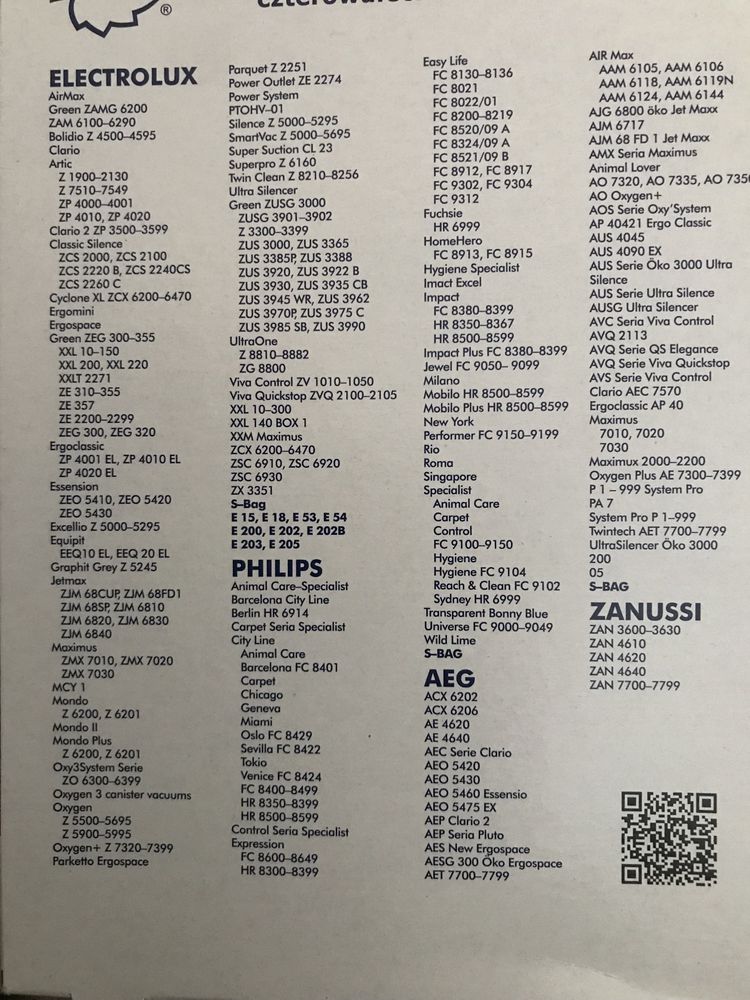 ®
ELECTROLUX
AirMax
Green ZAMG 6200
ZAM 6100–6290
Bolidio Z 4500–4595
Clario
Artic
Z 1900–2130
Z 7510–7549
ZP 4000–4001
ZP 4010, ZP 4020
Clario 2 ZP 3500–3599
Classic Silence
ZCS 2000, ZCS 2100
ZCS 2220 B, ZCS 2240CS
ZCS 2260 C
Cyclone XL ZCX 6200–6470
Ergomini
Ergospace
Green ZEG 300–355
XXL 10–150
XXL 200, XXL 220
XXLT 2271
ZE 310–355
ZE 357
ZE 2200–2299
ZEG 300, ZEG 320
Ergoclassic
ZP 4001 EL, ZP 4010 EL
ZP 4020 EL
Essension
ZEO 5410, ZEO 5420
ZEO 5430
Excellio Z 5000–5295
Equipit
EEQ10 EL, EEQ 20 EL
Graphit Grey Z 5245
Jetmax
ZJM 68CUP, ZJM 68FD1
ZJM 68SP, ZJM 6810
ZJM 6820, ZJM 6830
ZJM 6840
Maximus
ZMX 7010, ZMX 7020
ZMX 7030
MCY 1
Mondo
Z 6200, Z 6201
Mondo II
Mondo Plus
Z 6200, Z 6201
Oxy3System Serie
ZO 6300–6399
Oxygen 3 canister vacuums
Oxygen
Z 5500–5695
Z 5900–5995
Oxygen+ Z 7320–7399
Parketto Ergospace
Parquet Z 2251
Power Outlet ZE 2274
Power System
PTOHV–01
Silence Z 5000–5295
SmartVac Z 5000–5695
Super Suction CL 23
Superpro Z 6160
Twin Clean Z 8210–8256
Ultra Silencer
Green ZUSG 3000
ZUSG 3901–3902
Z 3300–3399
ZUS 3000, ZUS 3365
ZUS 3385P, ZUS 3388
ZUS 3920, ZUS 3922 B
ZUS 3930, ZUS 3935 CB
ZUS 3945 WR, ZUS 3962
ZUS 3970P, ZUS 3975 C
ZUS 3985 SB, ZUS 3990
UltraOne
Z 8810–8882
ZG 8800
Viva Control ZV 1010–1050
Viva Quickstop ZVQ 2100–2105
XXL 10–300
XXL 140 BOX 1
XXM Maximus
ZCX 6200–6470
ZSC 6910, ZSC 6920
ZSC 6930
ZX 3351
S–Bag
E 15, E 18, E 53, E 54
E 200, E 202, E 202B
E 203, E 205
PHILIPS
Animal Care–Specialist
Barcelona City Line
Berlin HR 6914
Carpet Seria Specialist
City Line
Animal Care
Barcelona FC 8401
Carpet
Chicago
Geneva
Miami
Oslo FC 8429
Sevilla FC 8422
Tokio
Venice FC 8424
FC 8400–8499
HR 8350–8399
HR 8500–8599
Control Seria Specialist
Expression
FC 8600–8649
HR 8300–8399
Easy Life
FC 8130–8136
FC 8021
FC 8022/01
FC 8200–8219
FC 8520/09 A
FC 8324/09 A
FC 8521/09 B
FC 8912, FC 8917
FC 9302, FC 9304
FC 9312
Fuchsie
HR 6999
HomeHero
FC 8913, FC 8915
Hygiene Specialist
Imact Excel
Impact
FC 8380–8399
HR 8350–8367
HR 8500–8599
Impact Plus FC 8380–8399
Jewel FC 9050– 9099
Milano
Mobilo HR 8500–8599
Mobilo Plus HR 8500–8599
New York
Performer FC 9150–9199
Rio
Roma
Singapore
Specialist
Animal Care
Carpet
Control
FC 9100–9150
Hygiene
Hygiene FC 9104
Reach & Clean FC 9102
Sydney HR 6999
Transparent Bonny Blue
Universe FC 9000–9049
Wild Lime
S–BAG
AEG
ACX 6202
ACX 6206
AE 4620
AE 4640
AEC Serie Clario
AEO 5420
AEO 5430
AEO 5460 Essensio
AEO 5475 EX
AEP Clario 2
AEP Seria Pluto
AES New Ergospace
AESG 300 Öko Ergospace
AET 7700–7799
AIR Max
AAM 6105, AAM 6106
AAM 6118, AAM 6119N
AAM 6124, AAM 6144
AJG 6800 öko Jet Maxx
AJM 6717
AJM 68 FD 1 Jet Maxx
AMX Seria Maximus
Animal Lover
AO 7320, AO 7335, AO 735
AO Oxygen+
AOS Serie Oxy'System
AP 40421 Ergo Classic
AUS 4045
AUS 4090 EX
AUS Serie Öko 3000 Ultra
Silence
AUS Serie Ultra Silence
AUSG Ultra Silencer
AVC Seria Viva Control
AVQ 2113
AVQ Serie QS Elegance
AVQ Serie Viva Quickstop
AVS Serie Viva Control
Clario AEC 7570
Ergoclassic AP 40
Maximus
7010, 7020
7030
Maximux 2000–2200
Oxygen Plus AE 7300–7399
P 1 – 999 System Pro
PA 7
System Pro P 1–999
Twintech AET 7700–7799
UltraSilencer Öko 3000
200
05
S–BAG
ZANUSSI
ZAN 3600–3630
ZAN 4610
ZAN 4620
ZAN 4640
ZAN 7700–7799